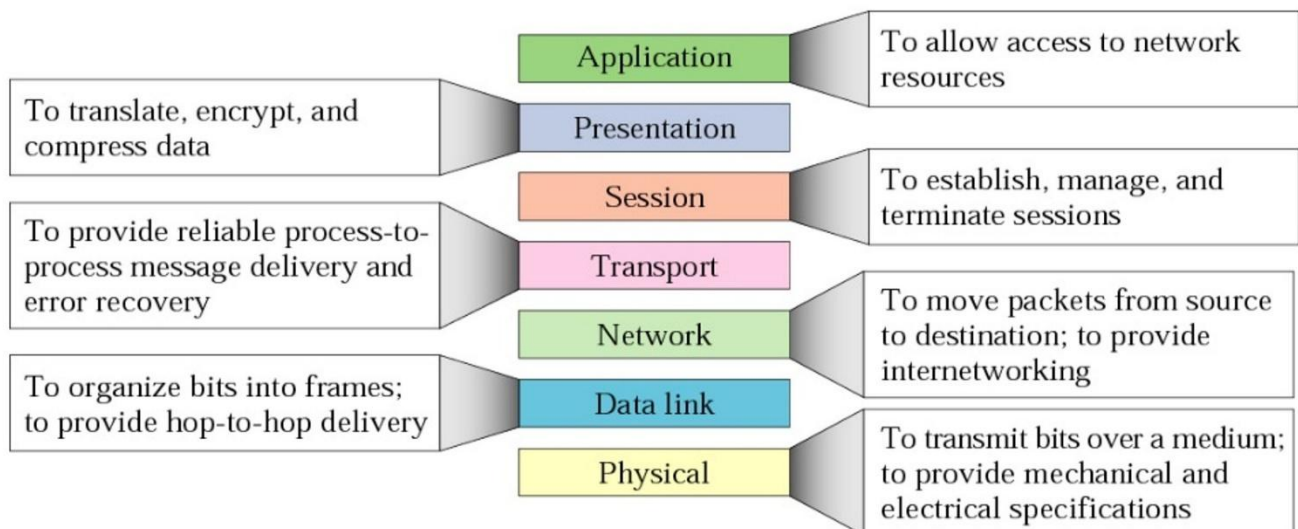 Application
To allow access to network
resources
To translate, encrypt, and
compress data
Presentation
Session
To establish, manage, and
terminate sessions
To provide reliable process-to-
process message delivery and
error recovery
Transport
Network
To move packets from source
to destination; to provide
internetworking
To organize bits into frames;
to provide hop-to-hop delivery
Data link
Physical
To transmit bits over a medium;
to provide mechanical and
electrical specifications